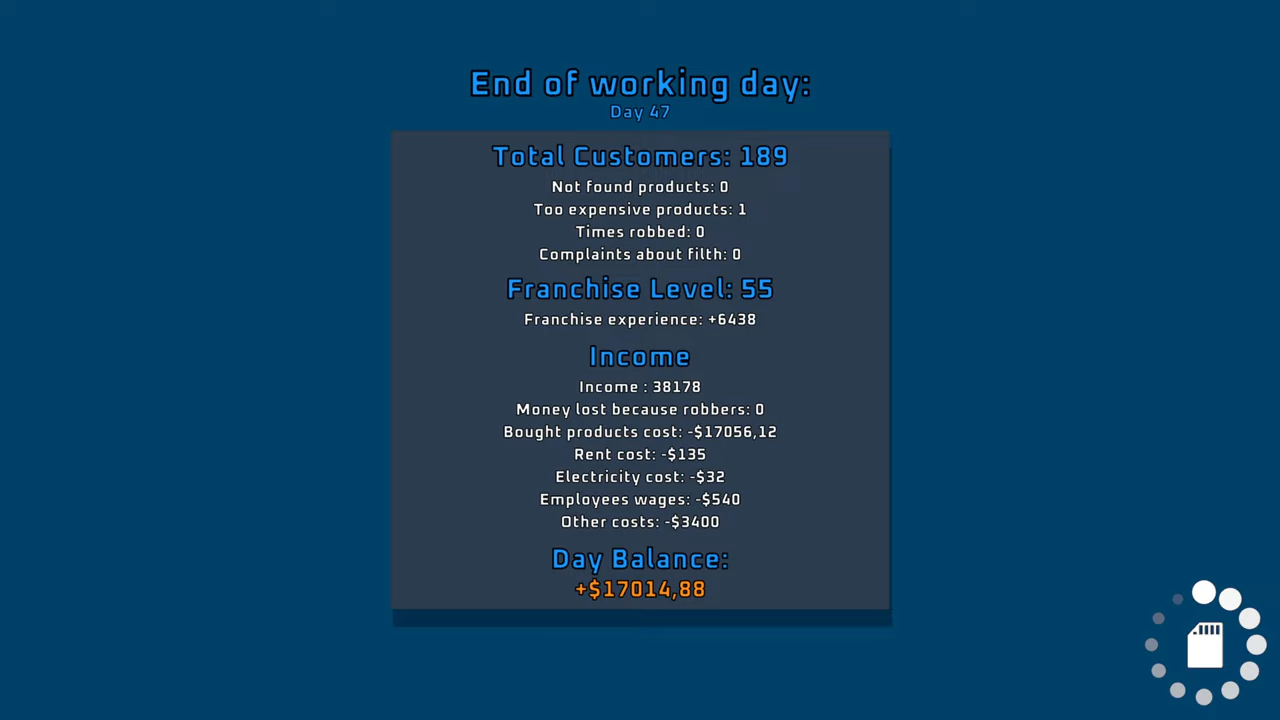 End of working day:
Day 47
Total Customers: 189
Not found products: 0
Too expensive products: 1
Times robbed: 0
Complaints about filth: 0
Franchise Level: 55
Franchise experience: +6438
Income
Income : 38178
Money lost because robbers: 0
Bought products cost: -$17056,12
Rent cost: -$135
Electricity cost: -$32
Employees wages: -$540
Other costs: -$3400
Day Balance:
+$17014,88